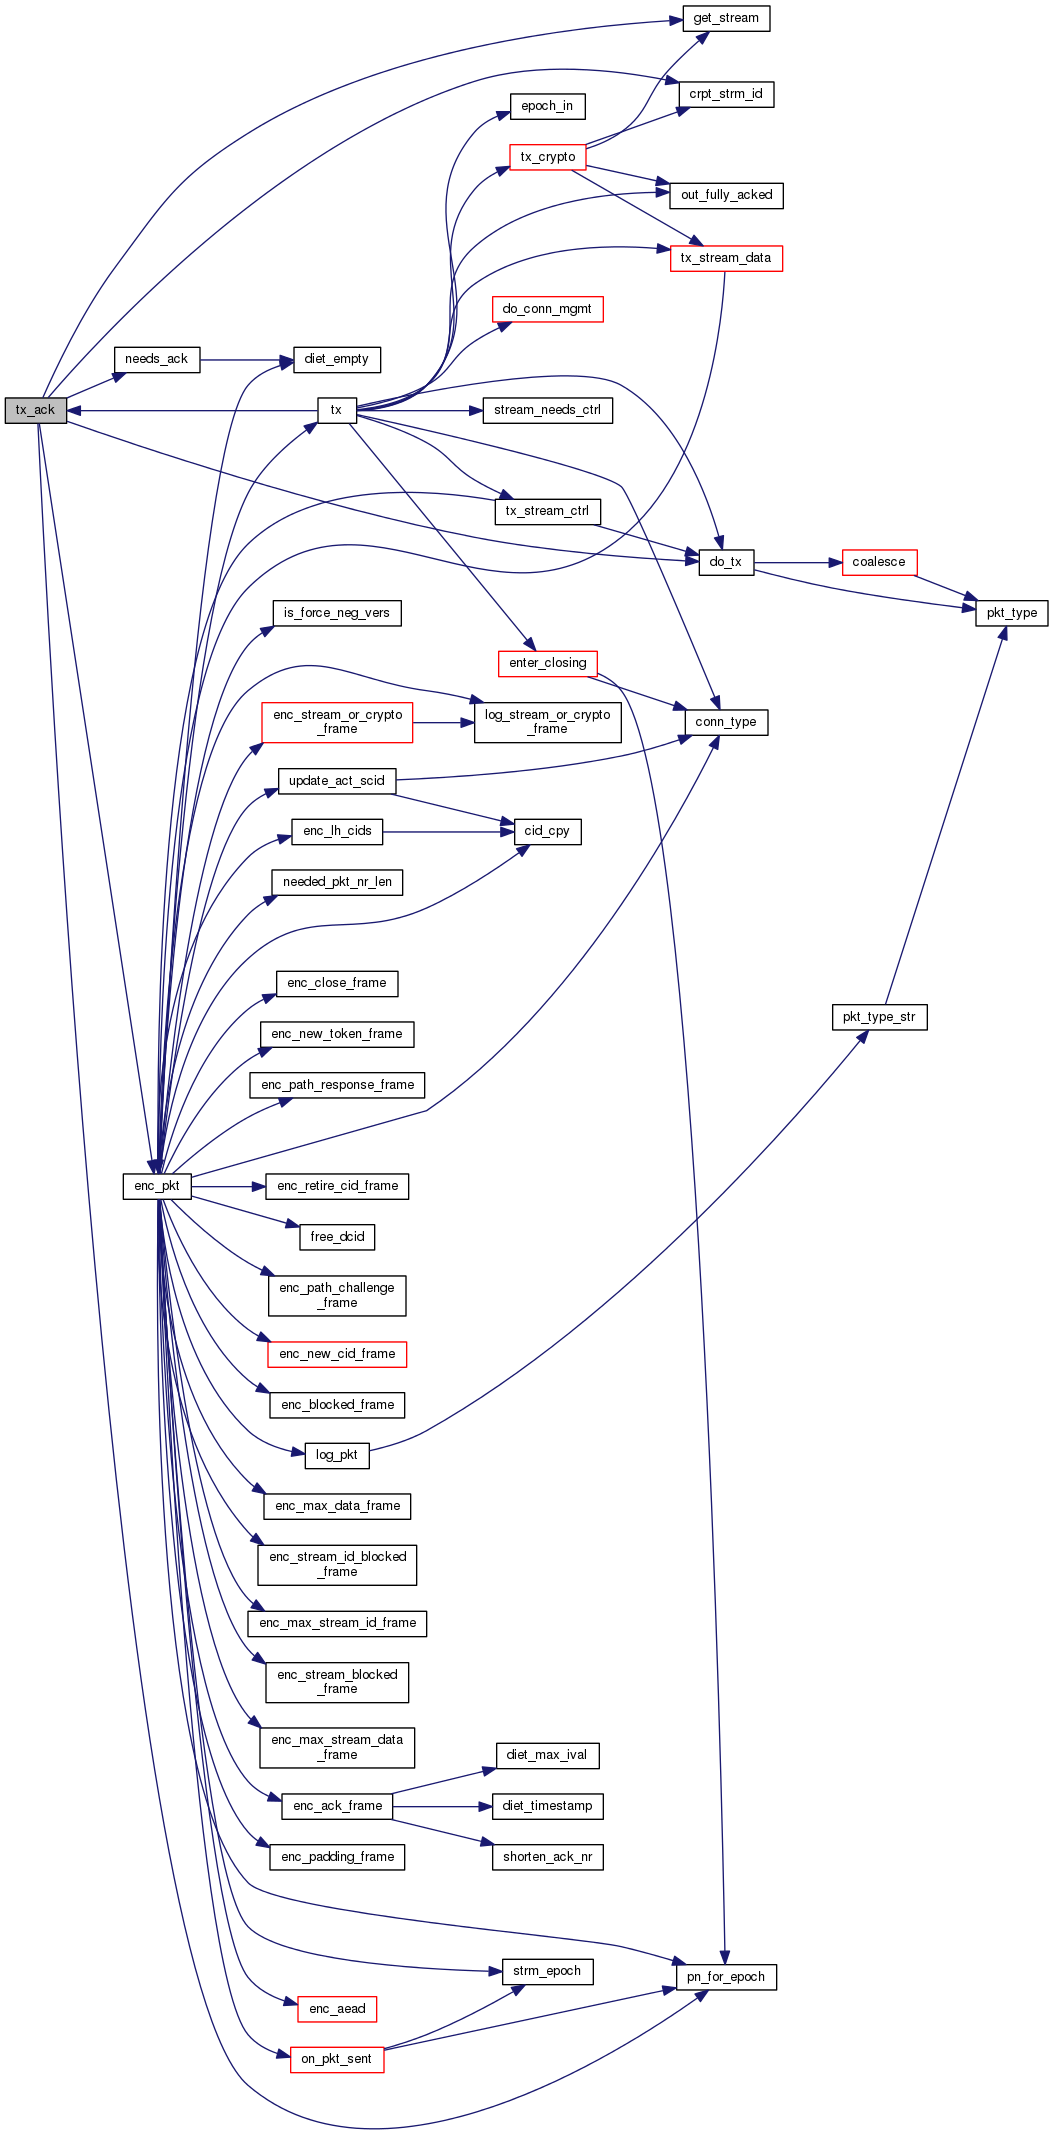 get_stream
crpt_strm_id
epoch_in
tx_crypto
out_fully_acked
tx_stream_data
do_conn_mgmt
needs_ack
diet_empty
tx_ack
tx
stream_needs_ctrl
tx_stream_ctrl
do_tx
coalesce
pkt_type
is_force_neg_vers
enter_closing
enc_stream_or_crypto
_frame
log_stream_or_crypto
_frame
conn_type
update_act_scid
enc_lh_cids
cid_cpy
needed_pkt_nr_len
enc_close_frame
pkt_type_str
enc_new_token_frame
enc_path_response_frame
enc_pkt
enc_retire_cid_frame
free_dcid
enc_path_challenge
_frame
enc_new_cid_frame
enc_blocked_frame
log_pkt
enc_max_data_frame
enc_stream_id_blocked
_frame
enc_max_stream_id_frame
enc_stream_blocked
_frame
enc_max_stream_data
_frame
diet_max_ival
enc_ack_frame
diet_timestamp
enc_padding_frame
shorten_ack_nr
strm_epoch
pn_for_epoch
enc_aead
on_pkt_sent